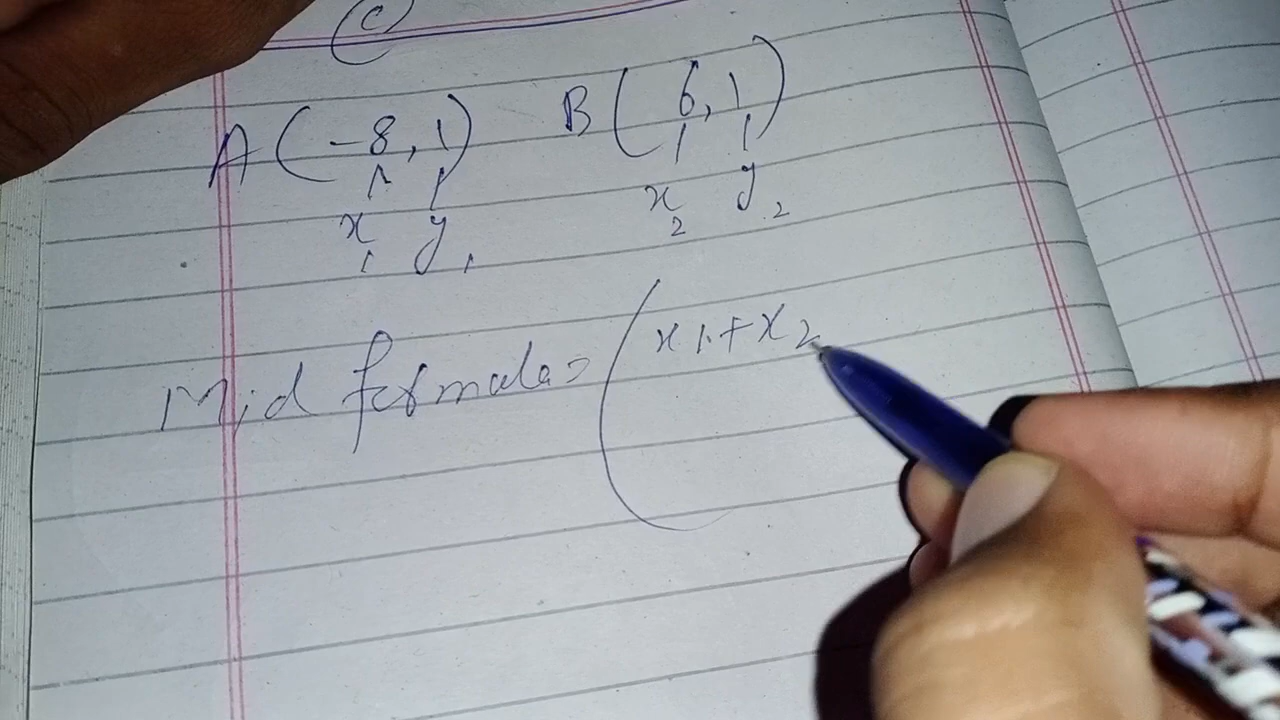 (c)
A (-8, 1) B (6, 1)
x1 y1 x2 y2
Mid formula = ( x1 + x2